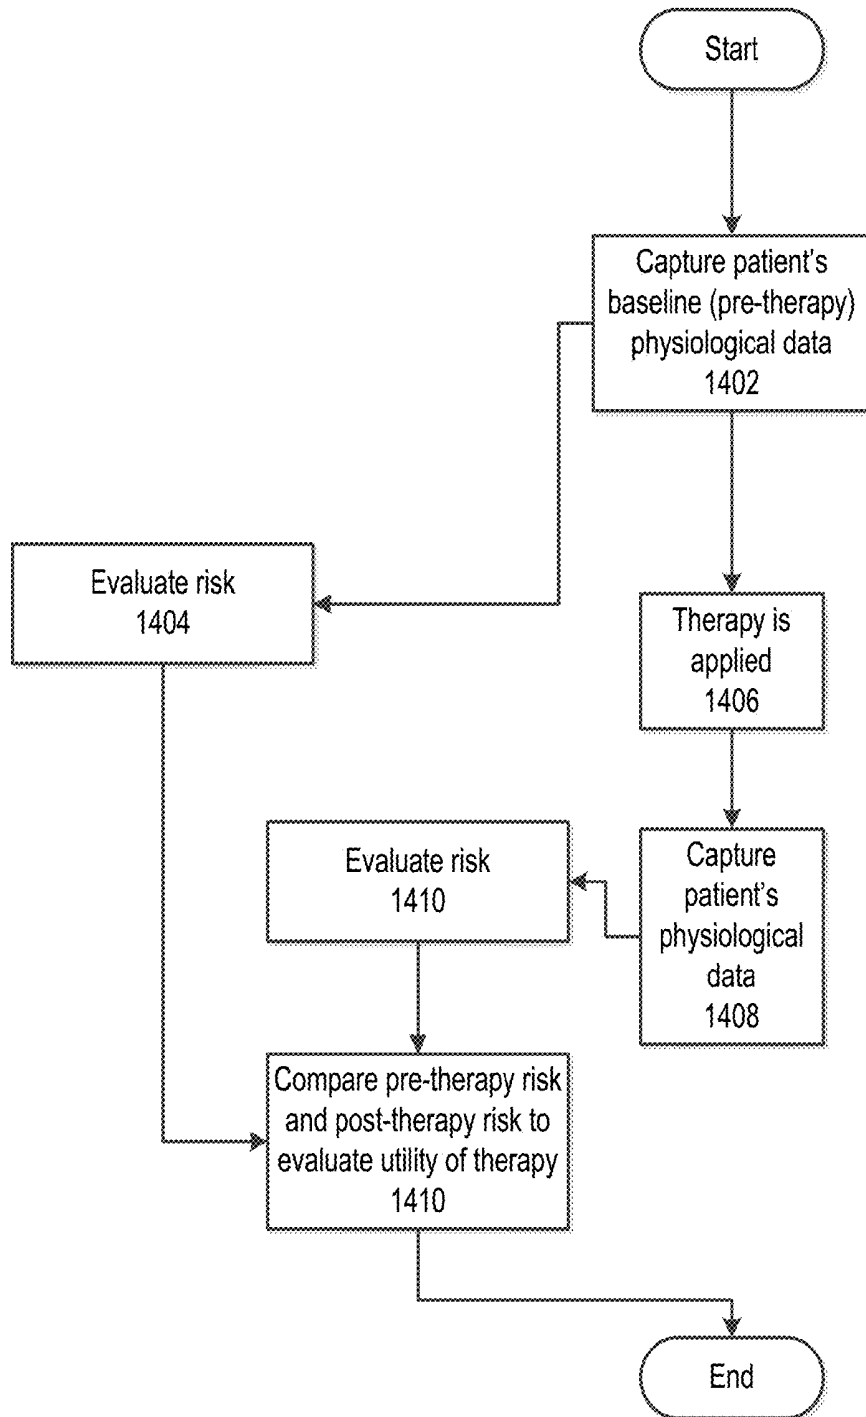 Start
Capture patient's
baseline (pre-therapy)
physiological data
1402
Evaluate risk
1404
Therapy is
applied
1406
Capture
patient's
physiological
data
1408
Evaluate risk
1410
Compare pre-therapy risk
and post-therapy risk to
evaluate utility of therapy
1410
End